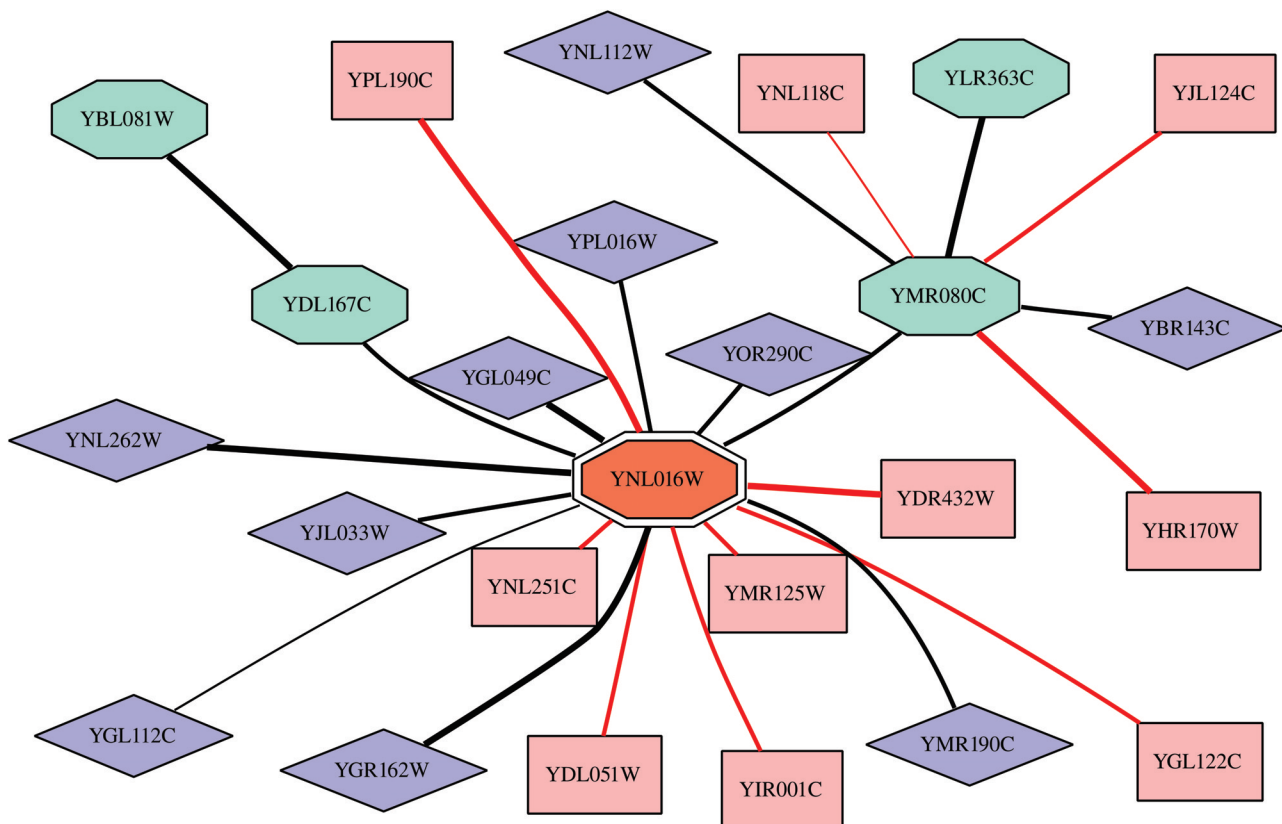 YNL112W
YPL190C
YNL118C
YLR363C
YJL124C
YBL081W
YPL016W
YDL167C
YMR080C
YBR143C
YOR290C
YGL049C
YNL262W
YNL016W
YDR432W
YHR170W
YJL033W
YNL251C
YMR125W
YGL112C
YGR162W
YDL051W
YIR001C
YMR190C
YGL122C